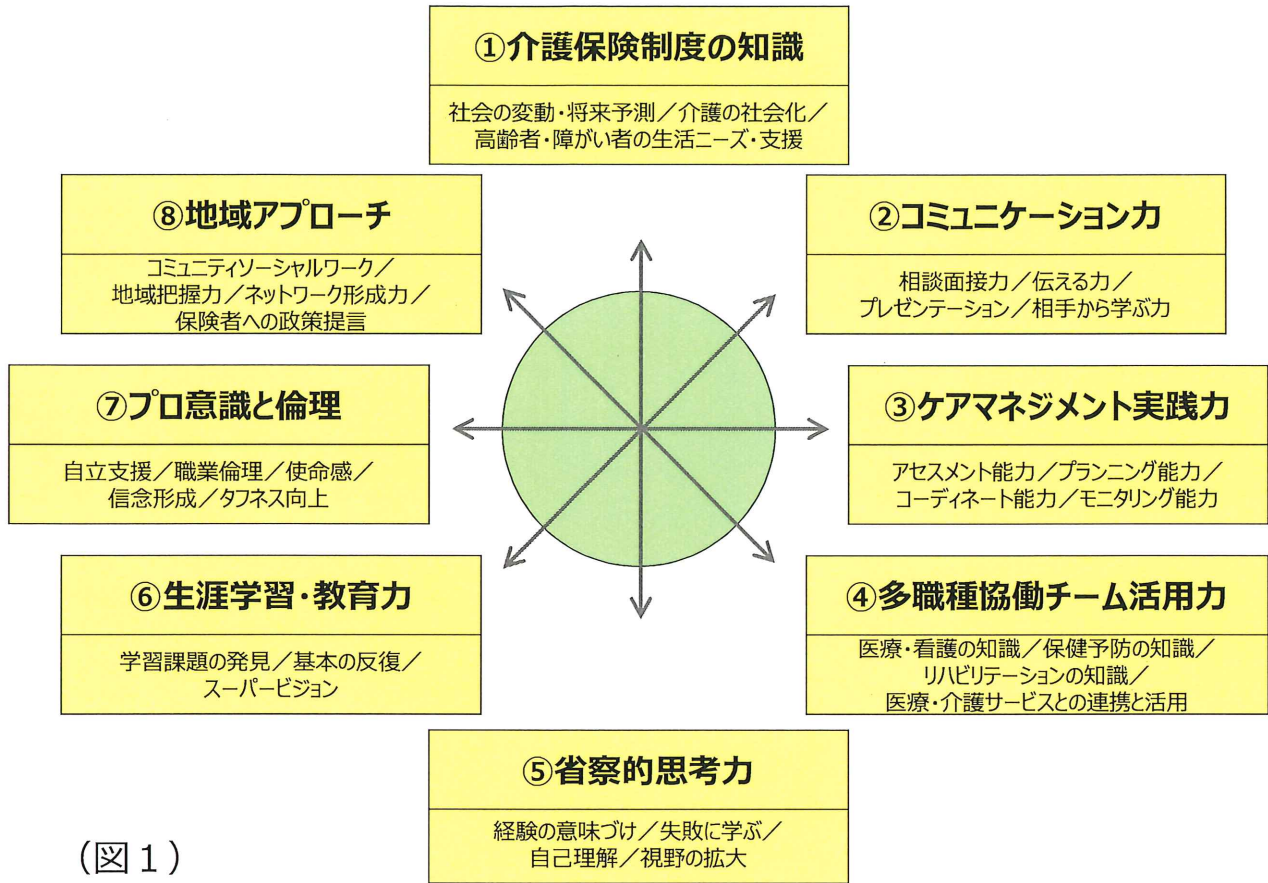 ①介護保険制度の知識
社会の変動・将来予測／介護の社会化／
高齢者・障がい者の生活ニーズ・支援
②コミュニケーション力
相談面接力／伝える力／
プレゼンテーション／相手から学ぶ力
③ケアマネジメント実践力
アセスメント能力／プランニング能力／
コーディネート能力／モニタリング能力
④多職種協働チーム活用力
医療・看護の知識／保健予防の知識／
リハビリテーションの知識／
医療・介護サービスとの連携と活用
⑤省察的思考力
経験の意味づけ／失敗に学ぶ／
自己理解／視野の拡大
⑥生涯学習・教育力
学習課題の発見／基本の反復／
スーパービジョン
⑦プロ意識と倫理
自立支援／職業倫理／使命感／
信念形成／タフネス向上
⑧地域アプローチ
コミュニティソーシャルワーク／
地域把握力／ネットワーク形成力／
保険者への政策提言
（図１）